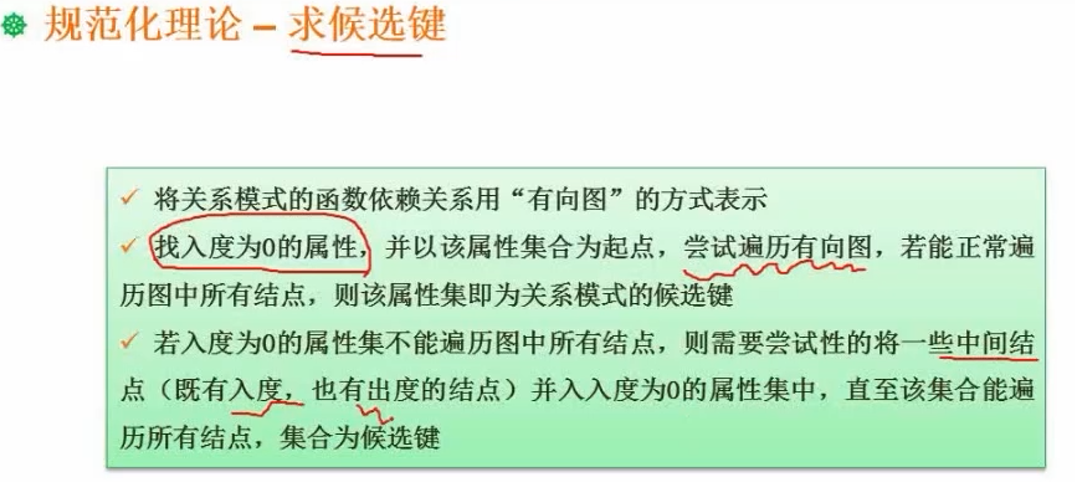 规范化理论 – 求候选键
✓ 将关系模式的函数依赖关系用“有向图”的方式表示
✓ 找入度为0的属性，并以该属性集合为起点，尝试遍历有向图，若能正常遍
历图中所有结点，则该属性集即为关系模式的候选键
✓ 若入度为0的属性集不能遍历图中所有结点，则需要尝试性的将一些中间结
点（既有入度，也有出度的结点）并入入度为0的属性集中，直至该集合能遍
历所有结点，集合为候选键